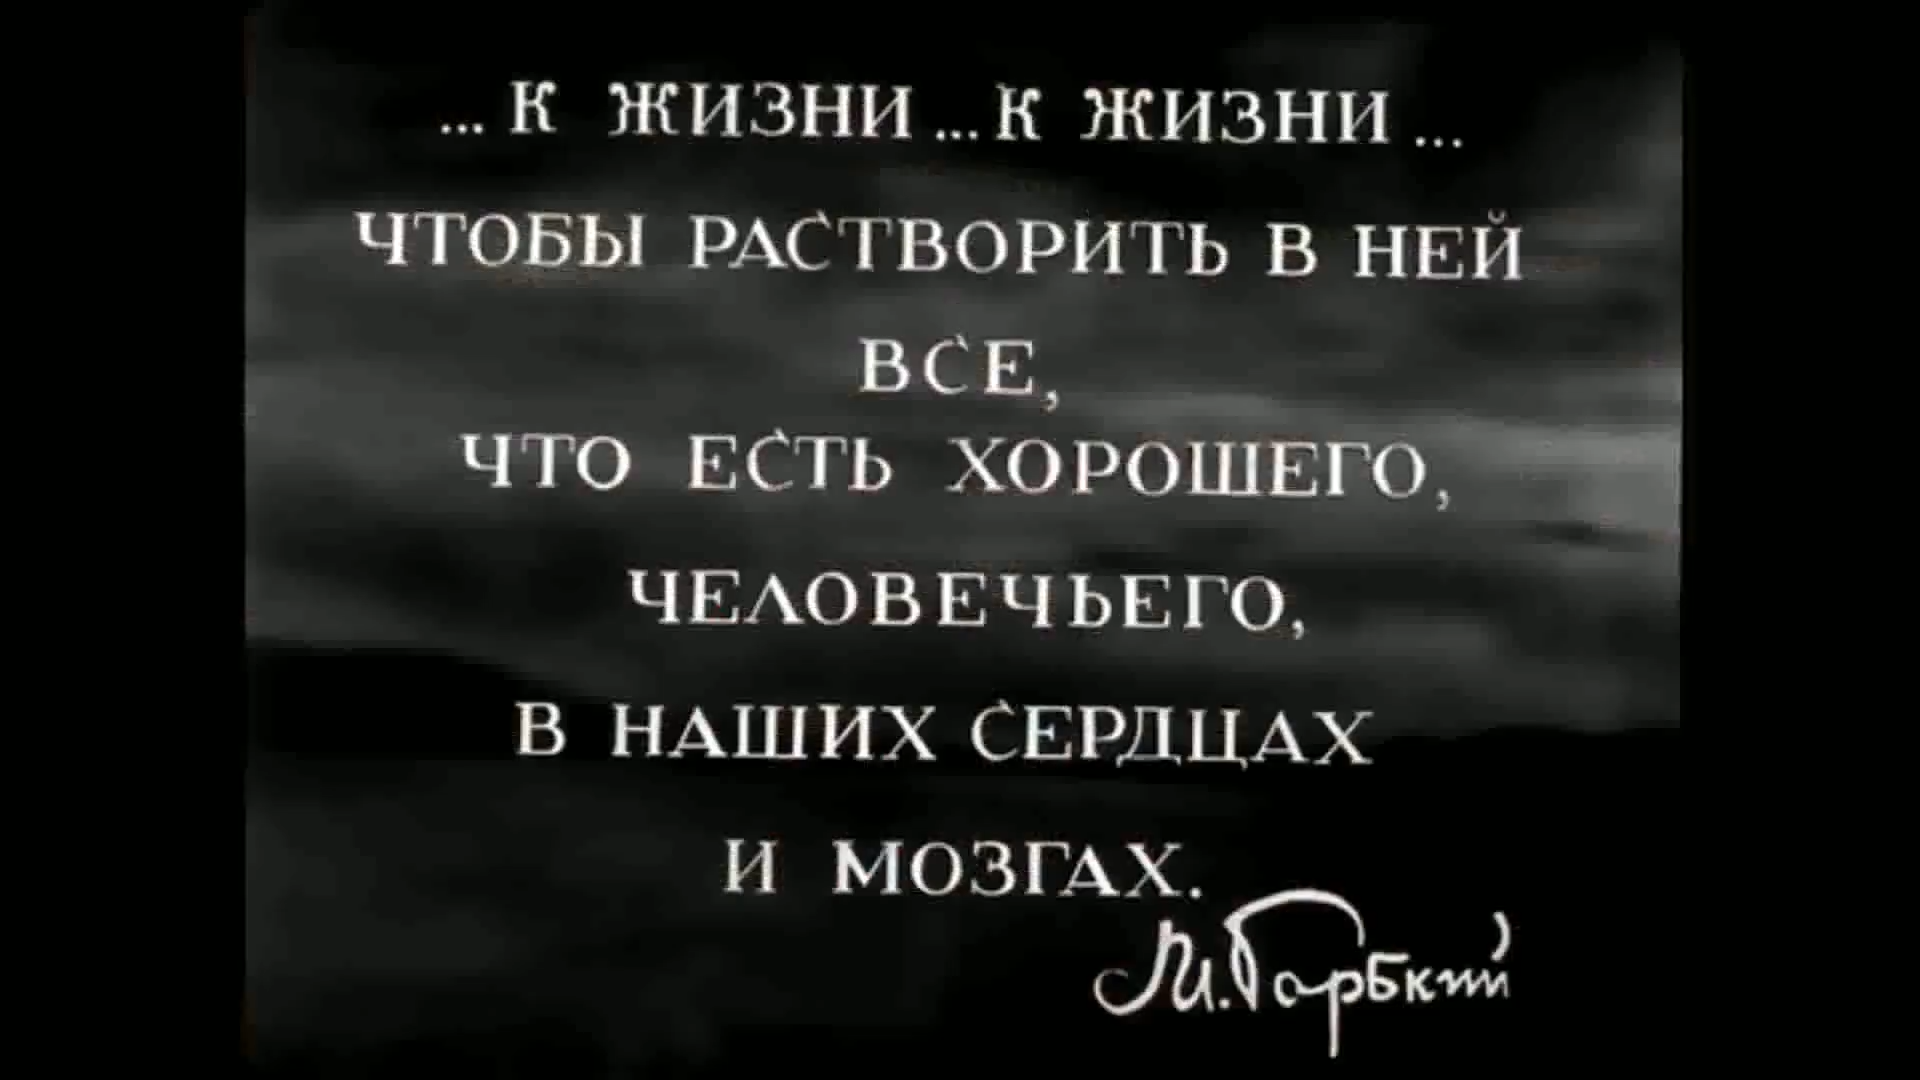 ... К ЖИЗНИ ... К ЖИЗНИ ...
ЧТОБЫ РАСТВОРИТЬ В НЕЙ
ВСЕ,
ЧТО ЕСТЬ ХОРОШЕГО,
ЧЕЛОВЕЧЬЕГО,
В НАШИХ СЕРДЦАХ
И МОЗГАХ.
М. Горький